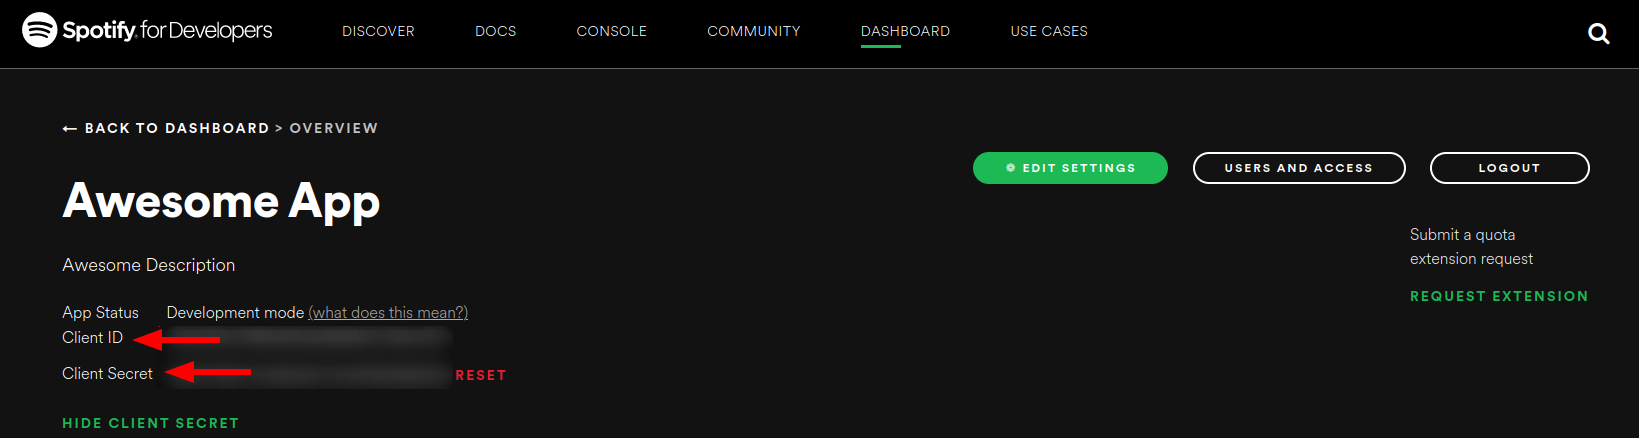 Spotify for Developers DISCOVER DOCS CONSOLE COMMUNITY DASHBOARD USE CASES
← BACK TO DASHBOARD > OVERVIEW
EDIT SETTINGS USERS AND ACCESS LOGOUT
Awesome App
Submit a quota
extension request
REQUEST EXTENSION
Awesome Description
App Status Development mode (what does this mean?)
Client ID
Client Secret RESET
HIDE CLIENT SECRET